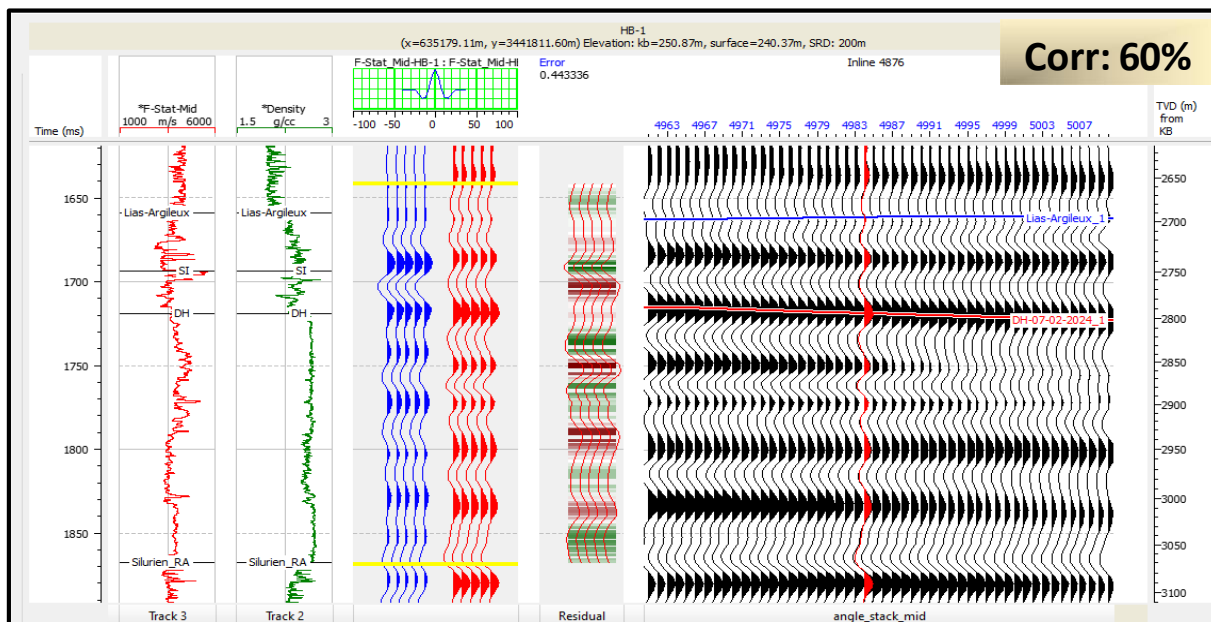 HB-1
(x=635179.11m, y=3441811.60m) Elevation: kb=250.87m, surface=240.37m, SRD: 200m
Corr: 60%
F-Stat_Mid-HB-1 : F-Stat_Mid-HI
Error
0.443336
Inline 4876
*F-Stat-Mid
1000 m/s 6000
*Density
1.5 g/cc 3
-100 -50 0 50 100
4963 4967 4971 4975 4979 4983 4987 4991 4995 4999 5003 5007
Time (ms)
TVD (m)
from
KB
1650
1700
1750
1800
1850
Lias-Argileux
SI
DH
Silurien_RA
Lias-Argileux
SI
DH
Silurien_RA
Lias-Argileux_1
DH-07-02-2024_1
2650
2700
2750
2800
2850
2900
2950
3000
3050
3100
Track 3
Track 2
Residual
angle_stack_mid